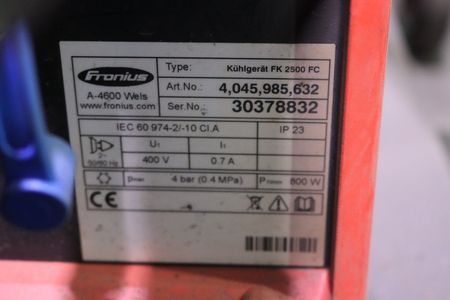 Fronius
A-4600 Wels
www.fronius.com
Type: Kühlgerät FK 2500 FC
Art.No.: 4,045,985,632
Ser.No.: 30378832
IEC 60 974-2/-10 Cl.A IP 23
U1 I1
50/60 Hz 400 V 0.7 A
pmax 4 bar (0.4 MPa) P1l/min 600 W
CE